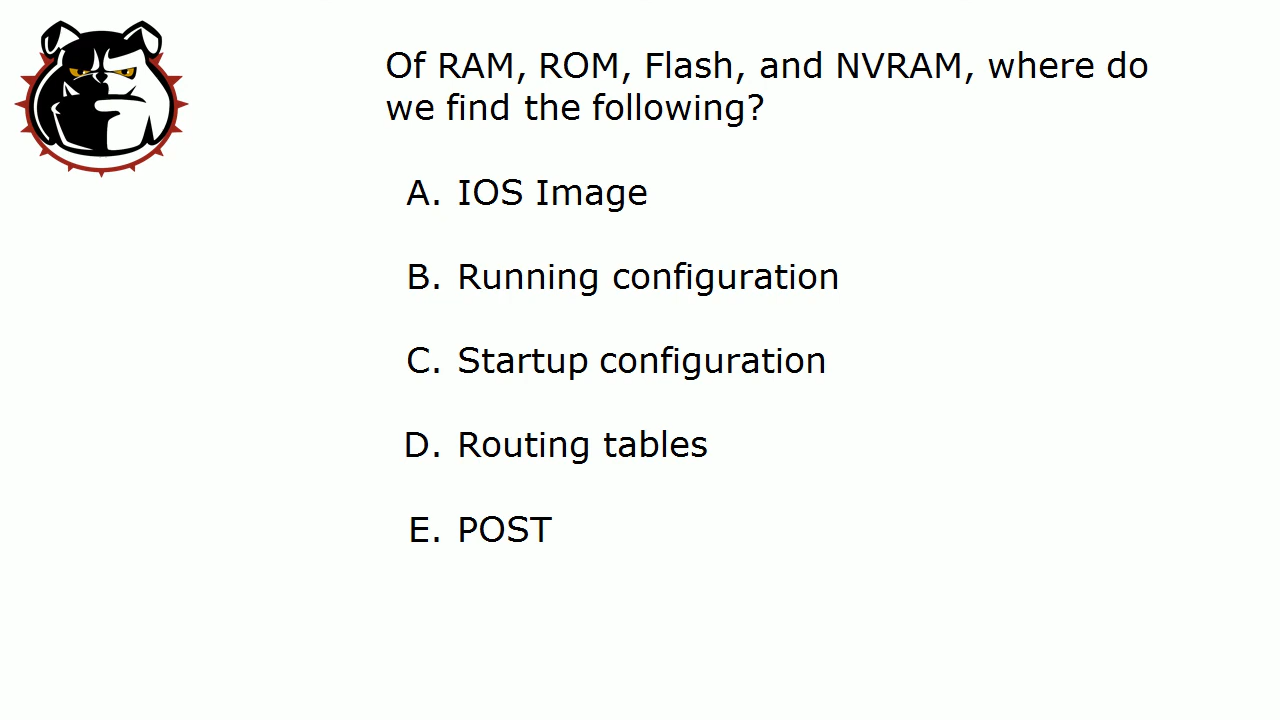 Of RAM, ROM, Flash, and NVRAM, where do
we find the following?
A. IOS Image
B. Running configuration
C. Startup configuration
D. Routing tables
E. POST